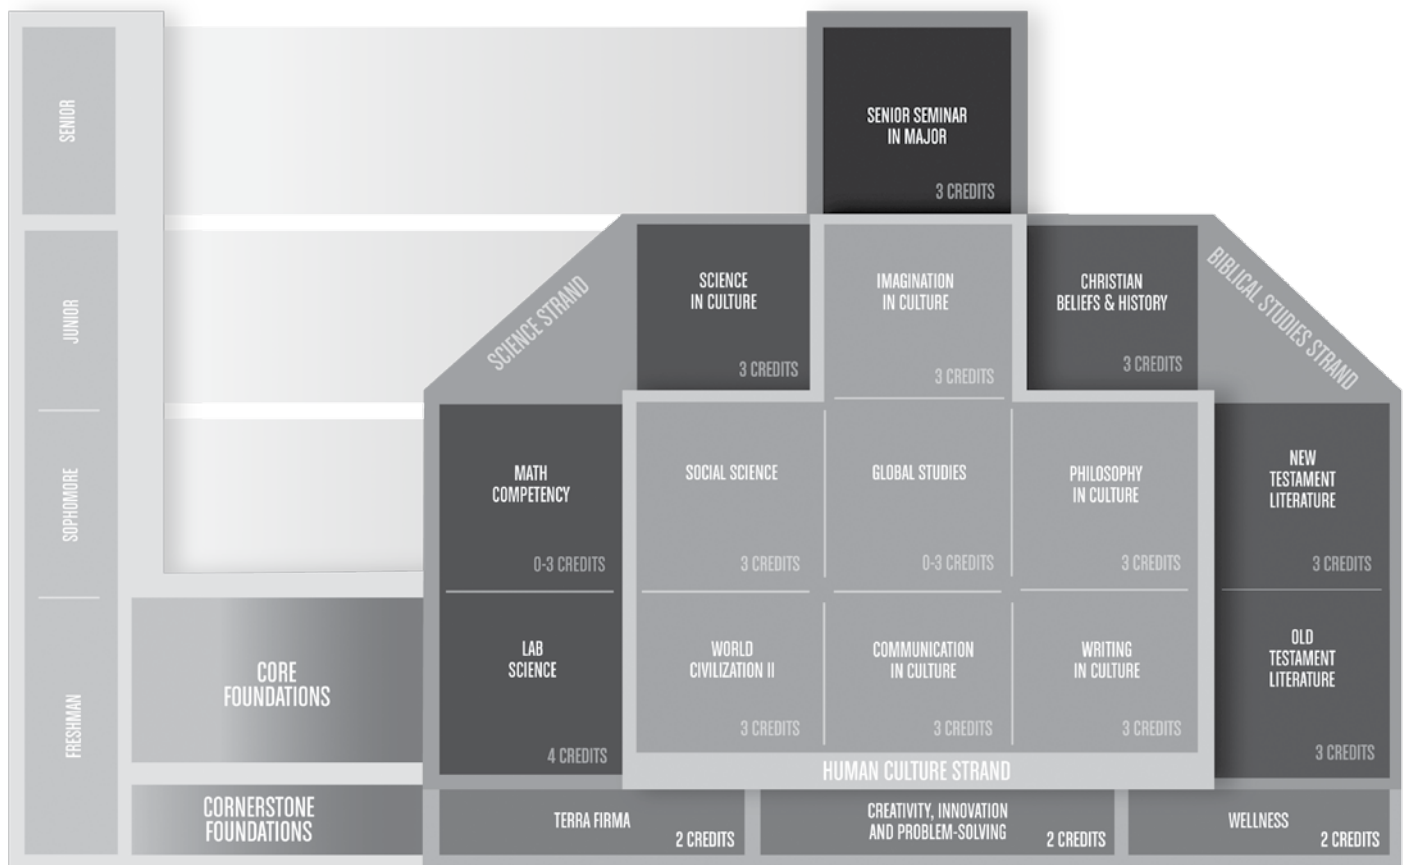 SENIOR
SENIOR SEMINAR
IN MAJOR
3 CREDITS
JUNIOR
SCIENCE STRAND
SCIENCE
IN CULTURE
3 CREDITS
IMAGINATION
IN CULTURE
3 CREDITS
CHRISTIAN
BELIEFS & HISTORY
3 CREDITS
BIBLICAL STUDIES STRAND
SOPHOMORE
MATH
COMPETENCY
0-3 CREDITS
SOCIAL SCIENCE
3 CREDITS
GLOBAL STUDIES
0-3 CREDITS
PHILOSOPHY
IN CULTURE
3 CREDITS
NEW
TESTAMENT
LITERATURE
3 CREDITS
FRESHMAN
CORE
FOUNDATIONS
LAB
SCIENCE
4 CREDITS
WORLD
CIVILIZATION II
3 CREDITS
COMMUNICATION
IN CULTURE
3 CREDITS
WRITING
IN CULTURE
3 CREDITS
OLD
TESTAMENT
LITERATURE
3 CREDITS
HUMAN CULTURE STRAND
CORNERSTONE
FOUNDATIONS
TERRA FIRMA
2 CREDITS
CREATIVITY, INNOVATION
AND PROBLEM-SOLVING
2 CREDITS
WELLNESS
2 CREDITS